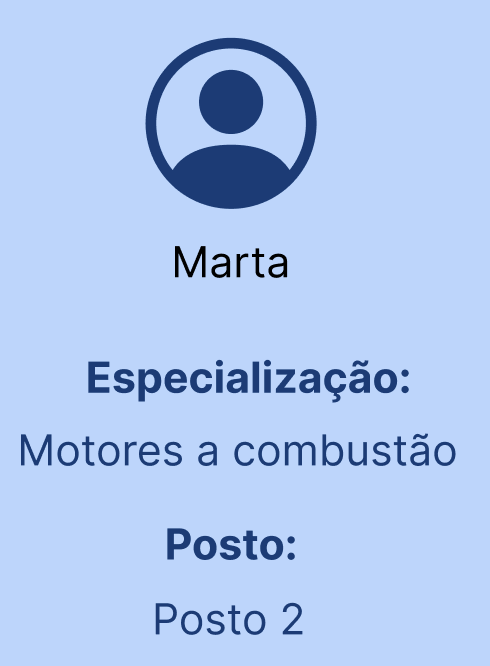 Marta
Especialização:
Motores a combustão
Posto:
Posto 2